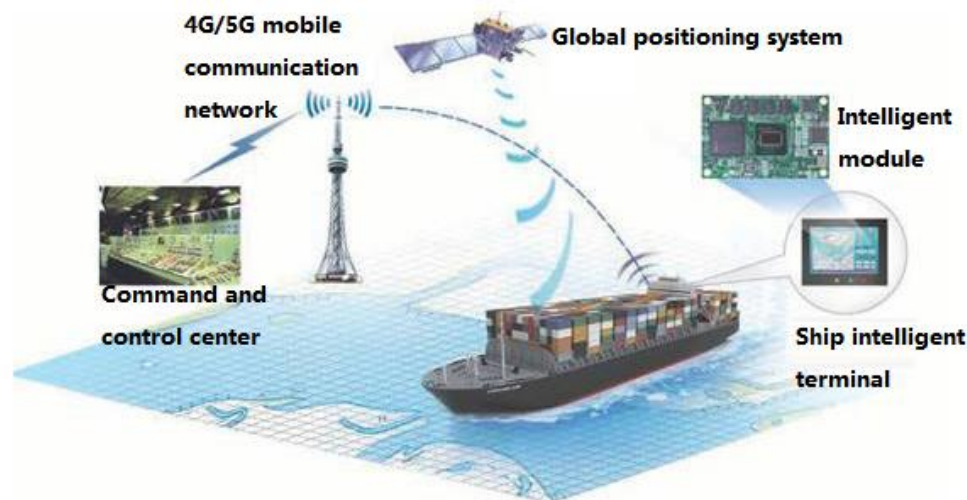 4G/5G mobile
communication
network
Global positioning system
Intelligent
module
Command and
control center
Ship intelligent
terminal